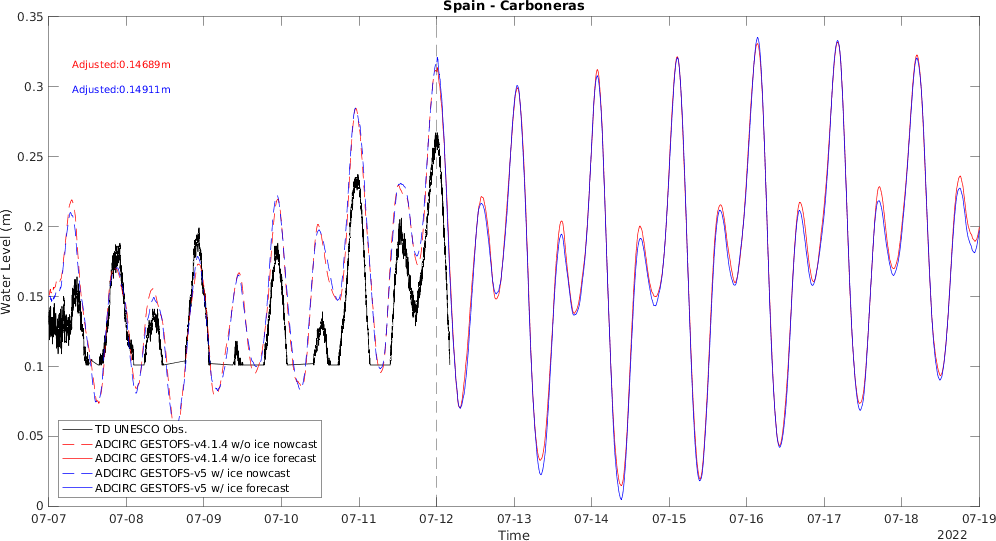 Spain - Carboneras
Adjusted:0.14689m
Adjusted:0.14911m
Water Level (m)
0.35
0.3
0.25
0.2
0.15
0.1
0.05
0
TD UNESCO Obs.
ADCIRC GESTOFS-v4.1.4 w/o ice nowcast
ADCIRC GESTOFS-v4.1.4 w/o ice forecast
ADCIRC GESTOFS-v5 w/ ice nowcast
ADCIRC GESTOFS-v5 w/ ice forecast
07-07 07-08 07-09 07-10 07-11 07-12 07-13 07-14 07-15 07-16 07-17 07-18 07-19
Time
2022